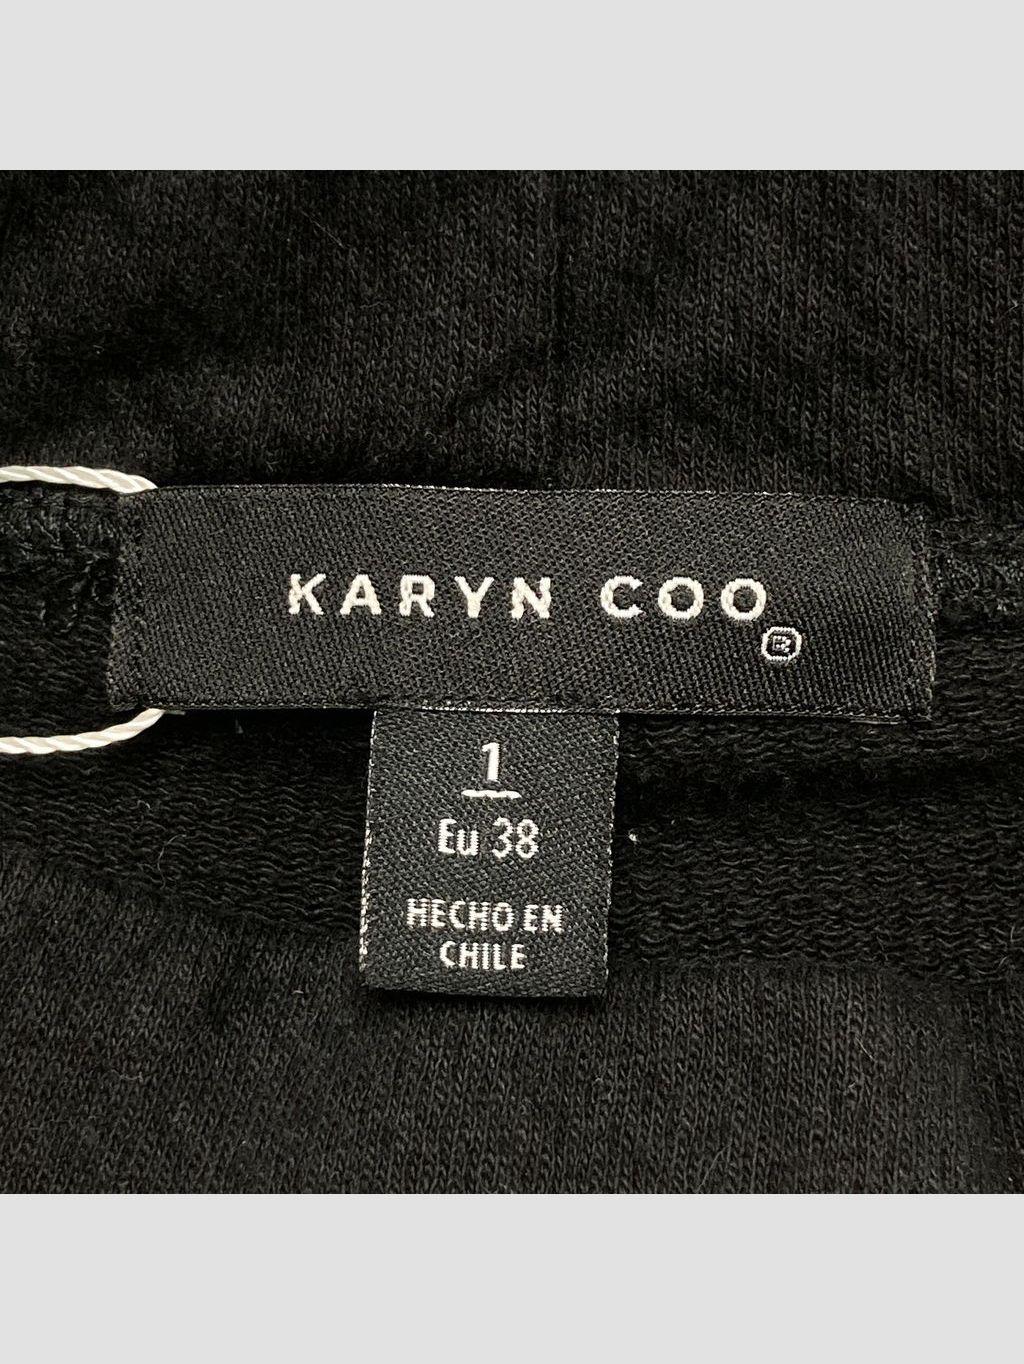 KARYN COO
®
1
Eu 38
HECHO EN
CHILE